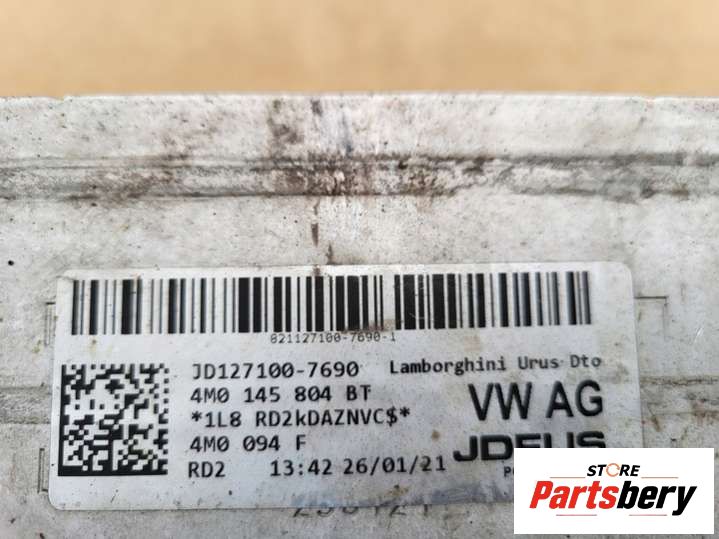 821127100-7690-1
JD127100-7690 Lamborghini Urus Dto
4M0 145 804 BT
*1L8 RD2kDAZNVC$*
4M0 094 F
VW AG
JDEUS
RD2 13:42 26/01/21
STORE
Partsbery